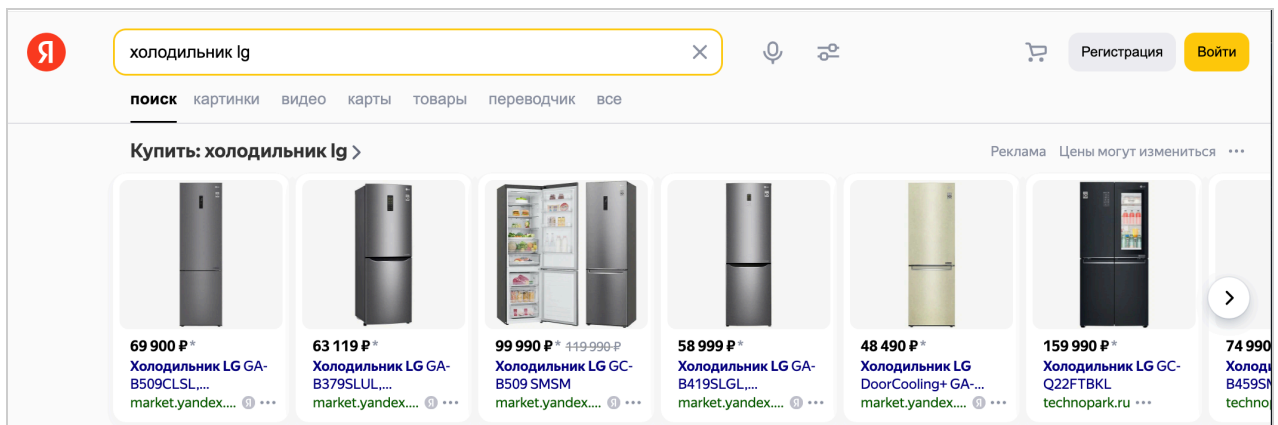 Я
холодильник lg
Регистрация
Войти
поиск картинки видео карты товары переводчик все
Купить: холодильник lg
Реклама Цены могут измениться
69 900 ₽* 63 119 ₽* 99 990 ₽* 119 990 ₽ 58 999 ₽* 48 490 ₽* 159 990 ₽* 74 990
Холодильник LG GA- Холодильник LG GA- Холодильник LG GC- Холодильник LG GA- Холодильник LG Холодильник LG GC-
B509CLSL,... B379SLUL,... B509 SMSM B419SLGL,... DoorCooling+ GA-... Q22FTBKL
market.yandex.... market.yandex.... market.yandex.... market.yandex.... market.yandex.... technopark.ru